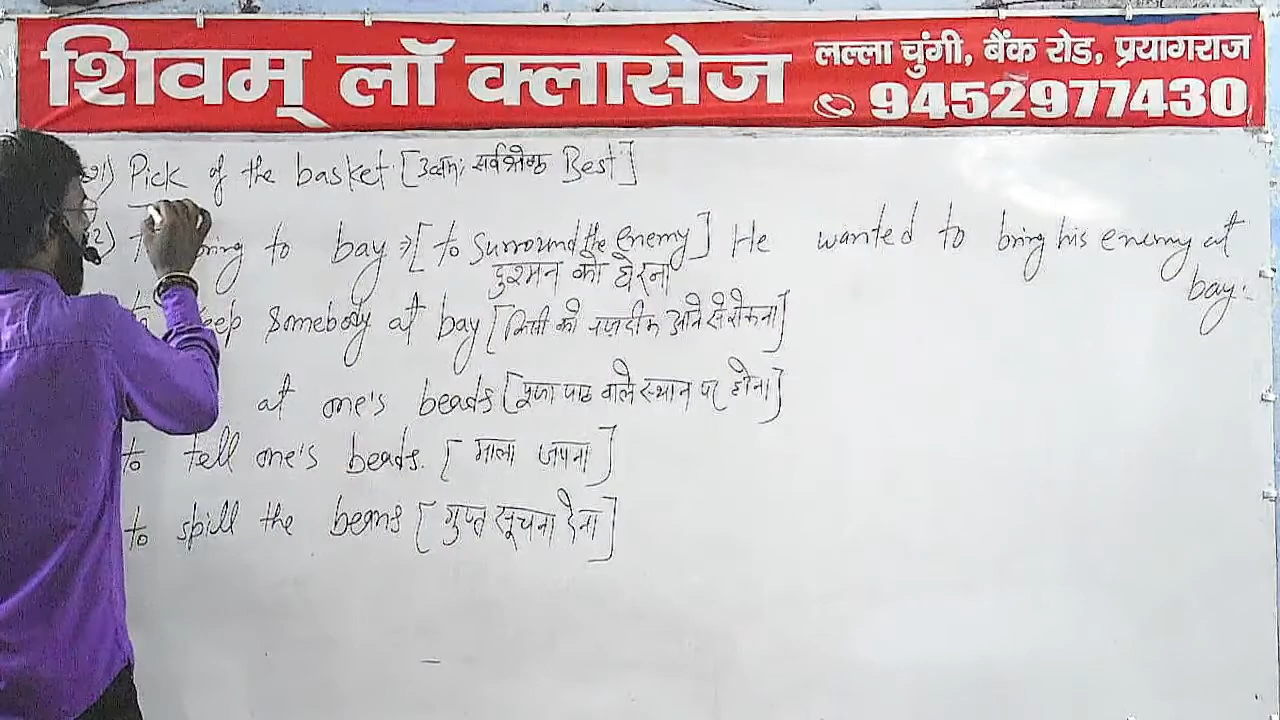 शिवम् लॉ क्लासेज
लल्ला चुंगी, बैंक रोड, प्रयागराज
9452977430
Pick of the basket [उत्तम; सर्वश्रेष्ठ Best]
to bay ⇒ [to Surround the enemy] He wanted to bring his enemy at
दुश्मन को घेरना
bay:
somebody at bay [किसी को नज़दीक आने से रोकना]
at one's beads [पूजा पाठ वाले स्थान पर होना]
to tell one's beads. [माला जपना]
to spill the beans [गुप्त सूचना देना]